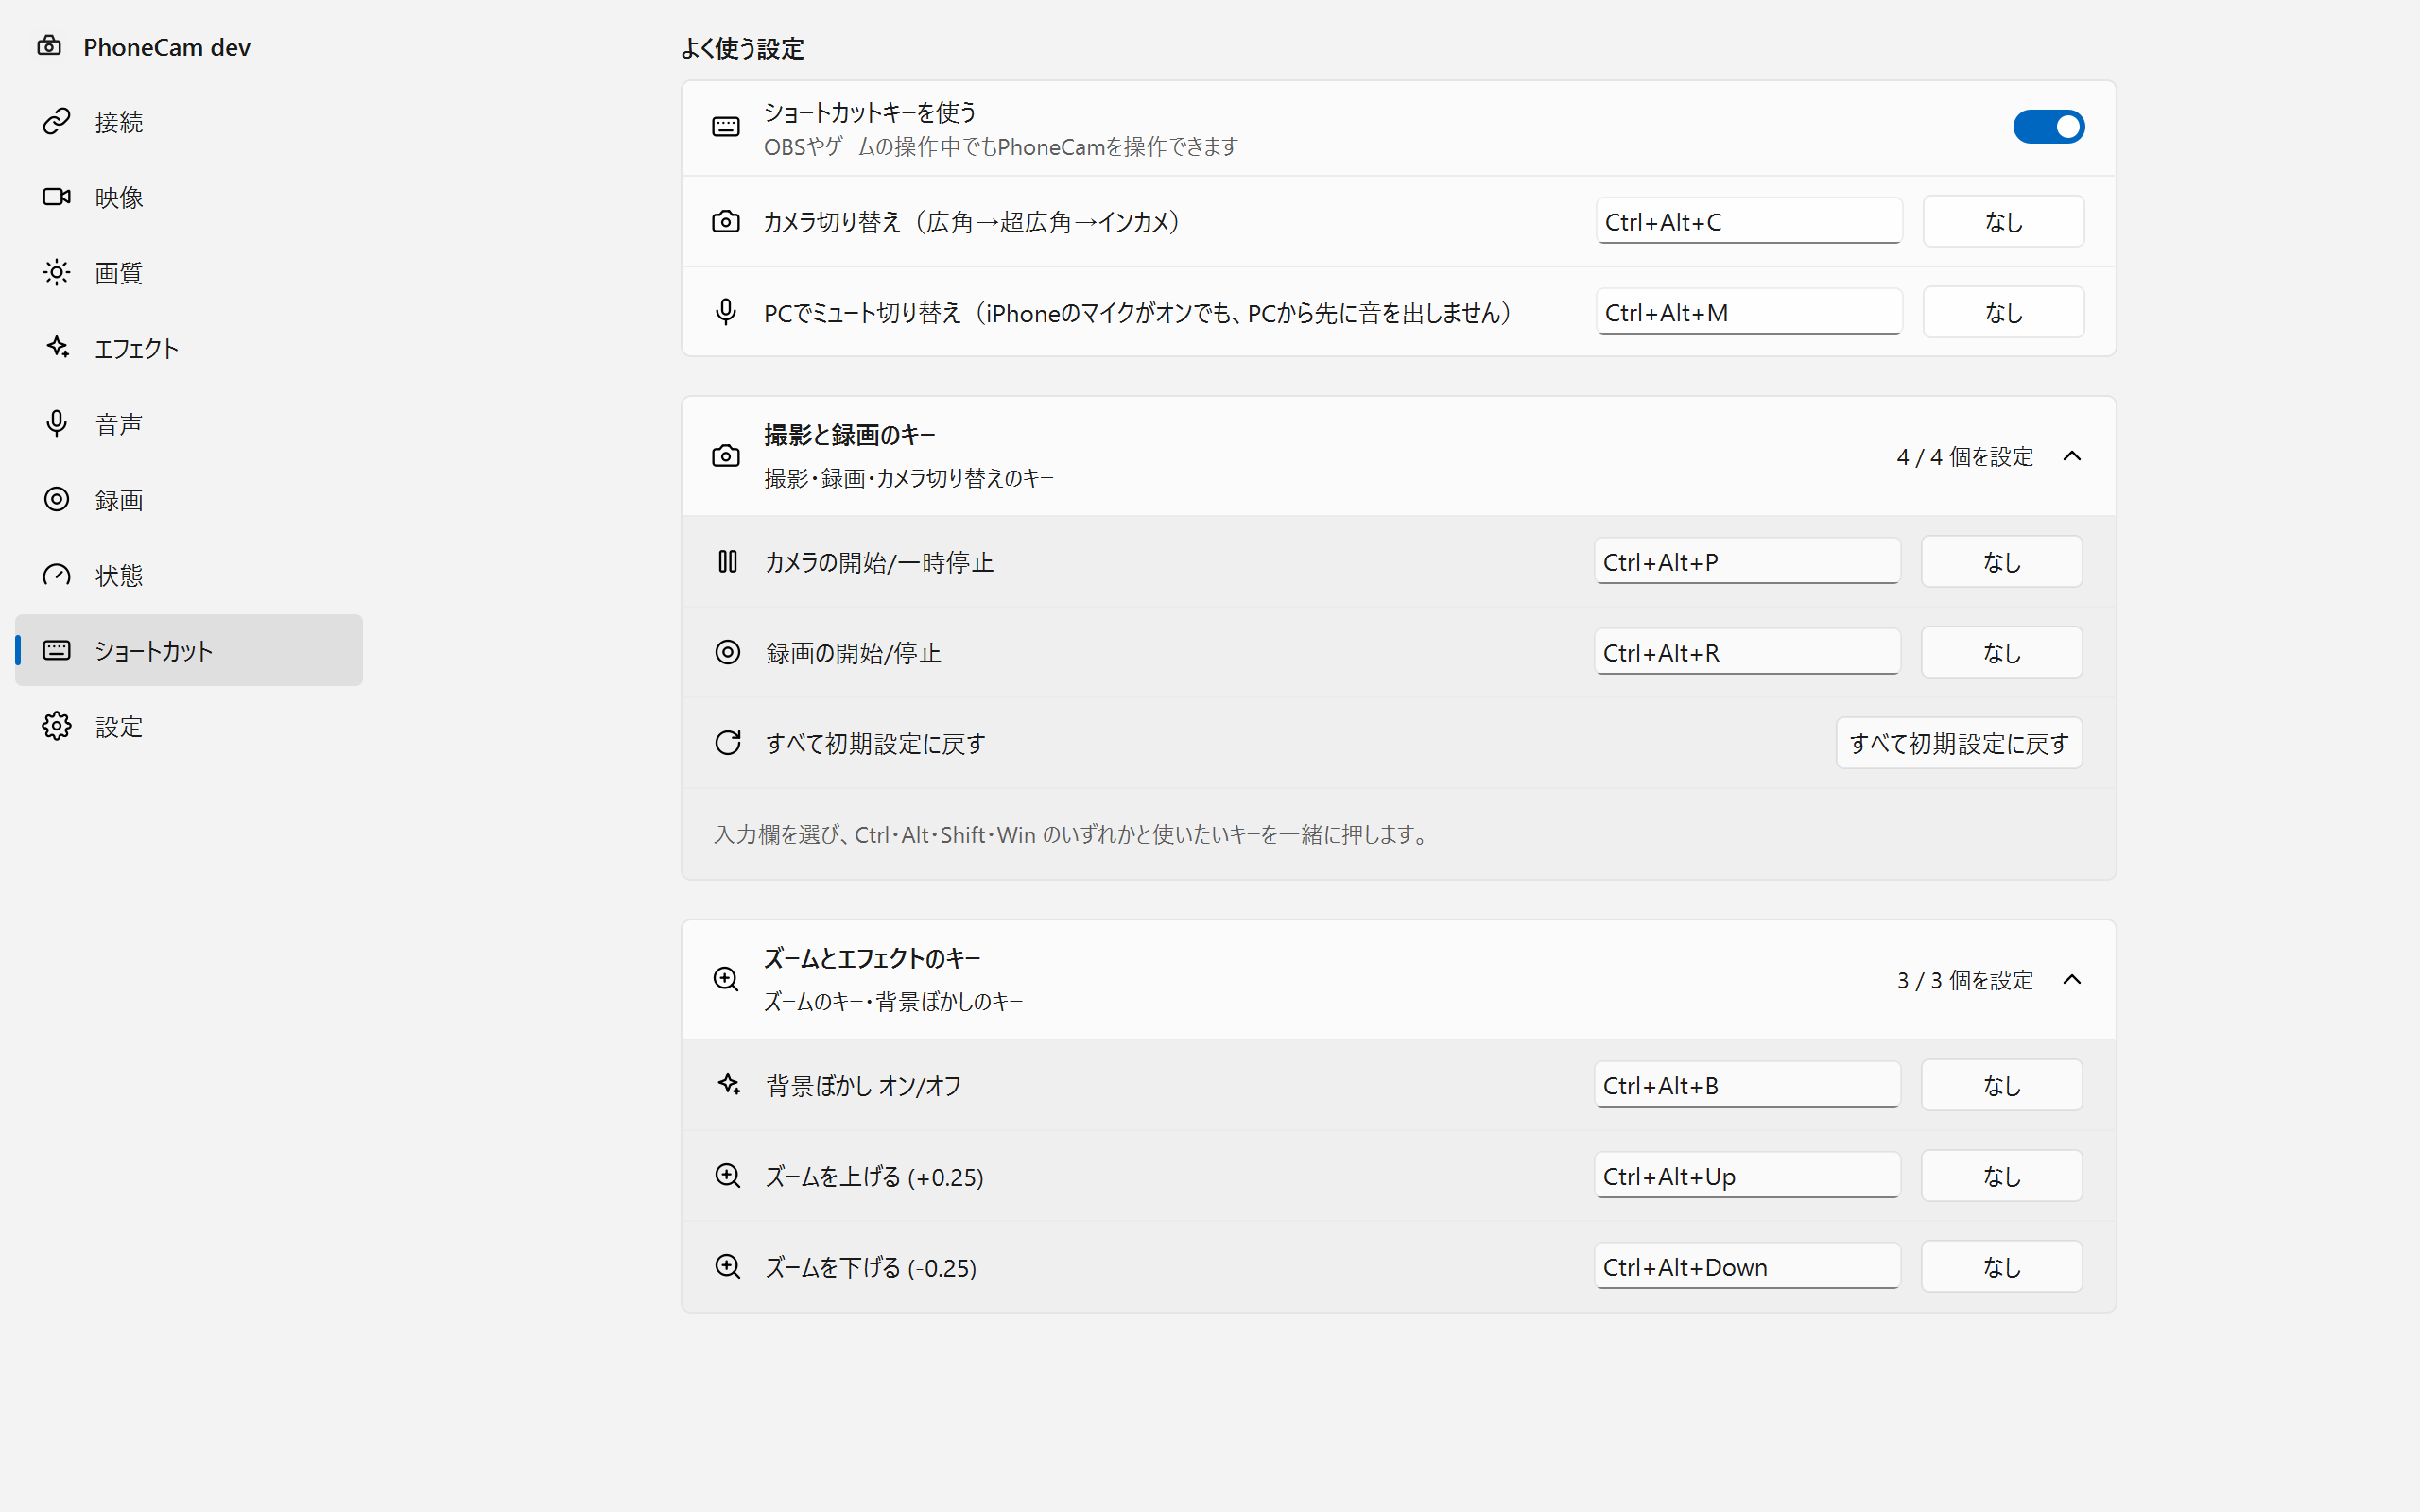 PhoneCam dev
接続
映像
画質
エフェクト
音声
録画
状態
ショートカット
設定
よく使う設定
ショートカットキーを使う
OBSやゲームの操作中でもPhoneCamを操作できます
カメラ切り替え（広角→超広角→インカメ） Ctrl+Alt+C なし
PCでミュート切り替え（iPhoneのマイクがオンでも、PCから先に音を出しません） Ctrl+Alt+M なし
撮影と録画のキー
撮影・録画・カメラ切り替えのキー
4 / 4 個を設定
カメラの開始/一時停止 Ctrl+Alt+P なし
録画の開始/停止 Ctrl+Alt+R なし
すべて初期設定に戻す すべて初期設定に戻す
入力欄を選び、Ctrl・Alt・Shift・Win のいずれかと使いたいキーを一緒に押します。
ズームとエフェクトのキー
ズームのキー・背景ぼかしのキー
3 / 3 個を設定
背景ぼかし オン/オフ Ctrl+Alt+B なし
ズームを上げる (+0.25) Ctrl+Alt+Up なし
ズームを下げる (-0.25) Ctrl+Alt+Down なし